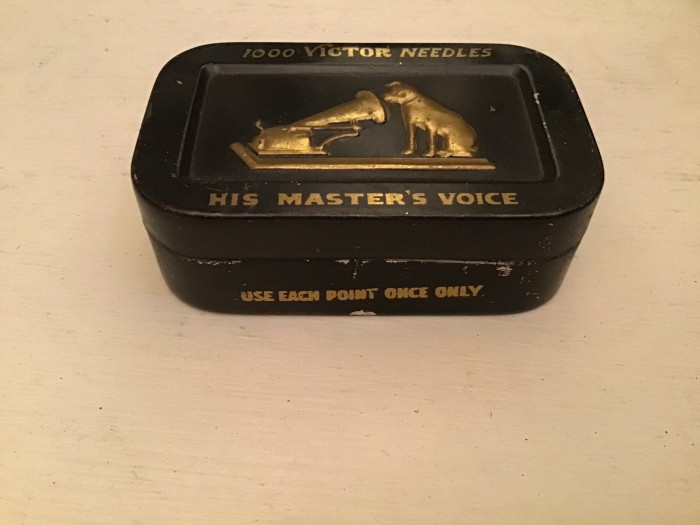 1000 VICTOR NEEDLES
HIS MASTER'S VOICE
USE EACH POINT ONCE ONLY